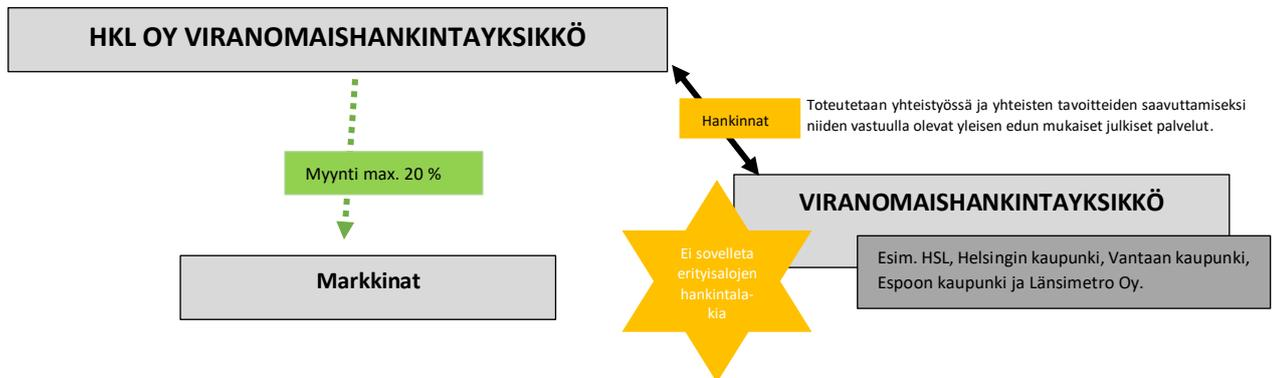 HKL OY VIRANOMAISHANKINTAYKSIKKÖ
Hankinnat
Toteutetaan yhteistyössä ja yhteisten tavoitteiden saavuttamiseksi
niiden vastuulla olevat yleisen edun mukaiset julkiset palvelut.
Myynti max. 20 %
VIRANOMAISHANKINTAYKSIKKÖ
Ei sovelleta
erityisalojen
hankintala-
kia
Esim. HSL, Helsingin kaupunki, Vantaan kaupunki,
Espoon kaupunki ja Länsimetro Oy.
Markkinat